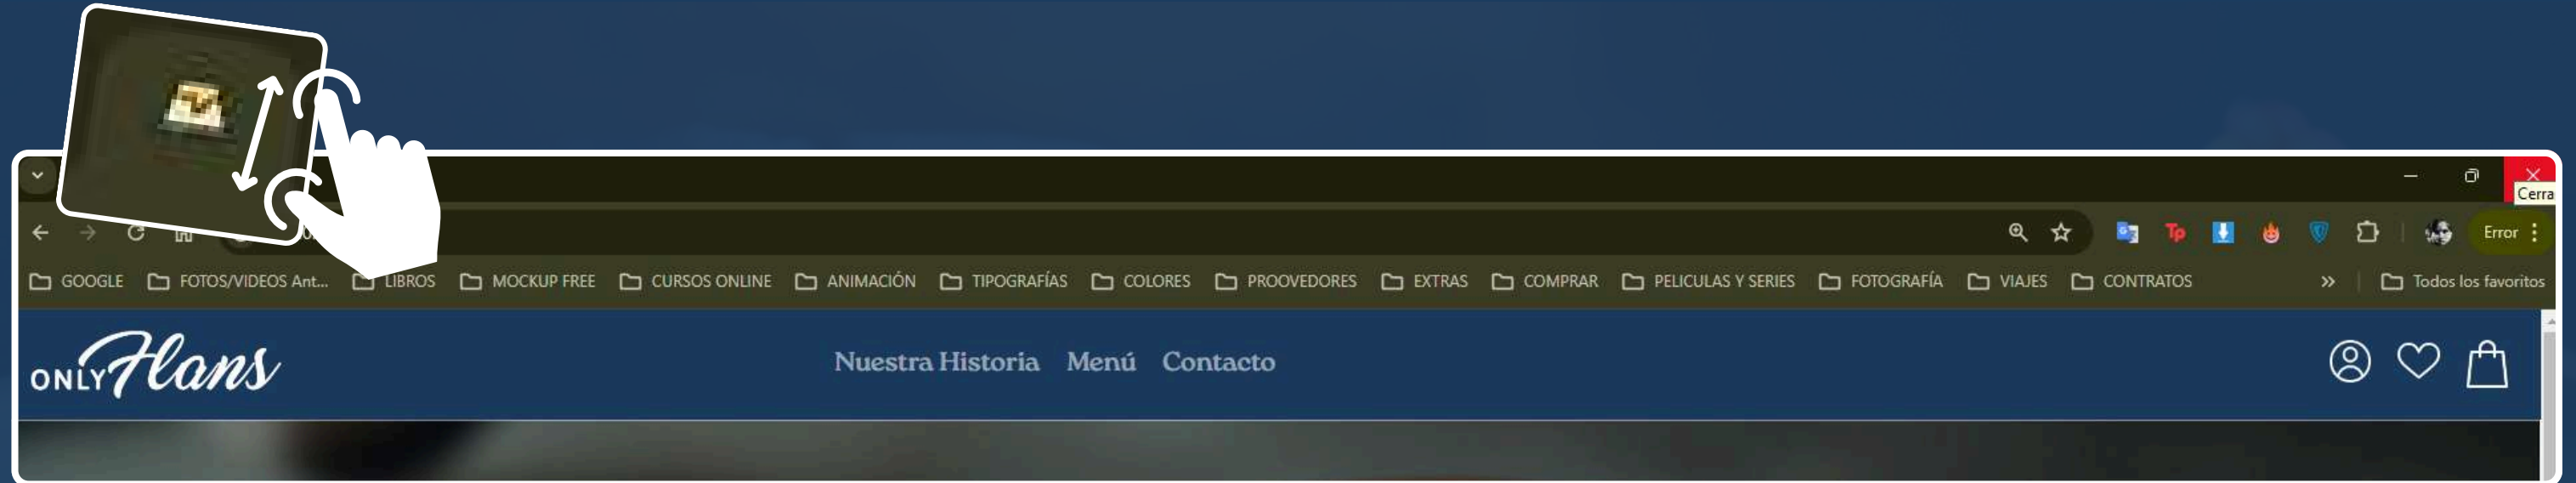 Cerra
Error
GOOGLE FOTOS/VIDEOS Ant... LIBROS MOCKUP FREE CURSOS ONLINE ANIMACIÓN TIPOGRAFÍAS COLORES PROOVEDORES EXTRAS COMPRAR PELICULAS Y SERIES FOTOGRAFÍA VIAJES CONTRATOS » Todos los favoritos
ONLY Flans Nuestra Historia Menú Contacto